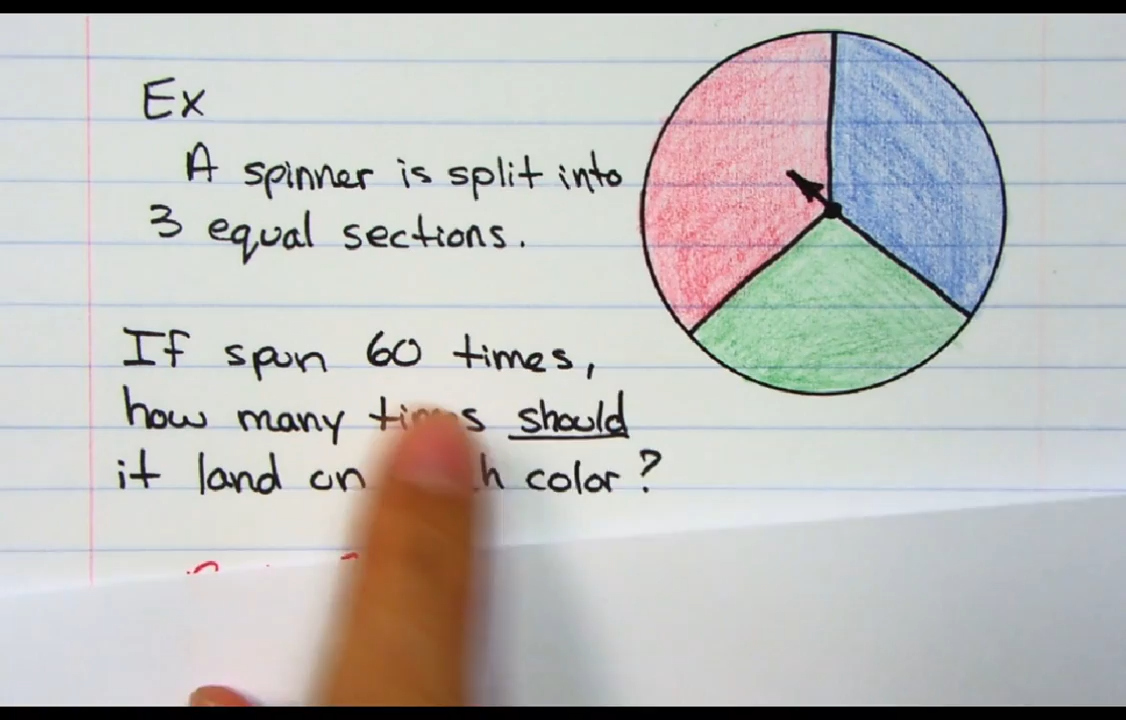 Ex
A spinner is split into
3 equal sections.
If spun 60 times,
how many times should
it land on color?